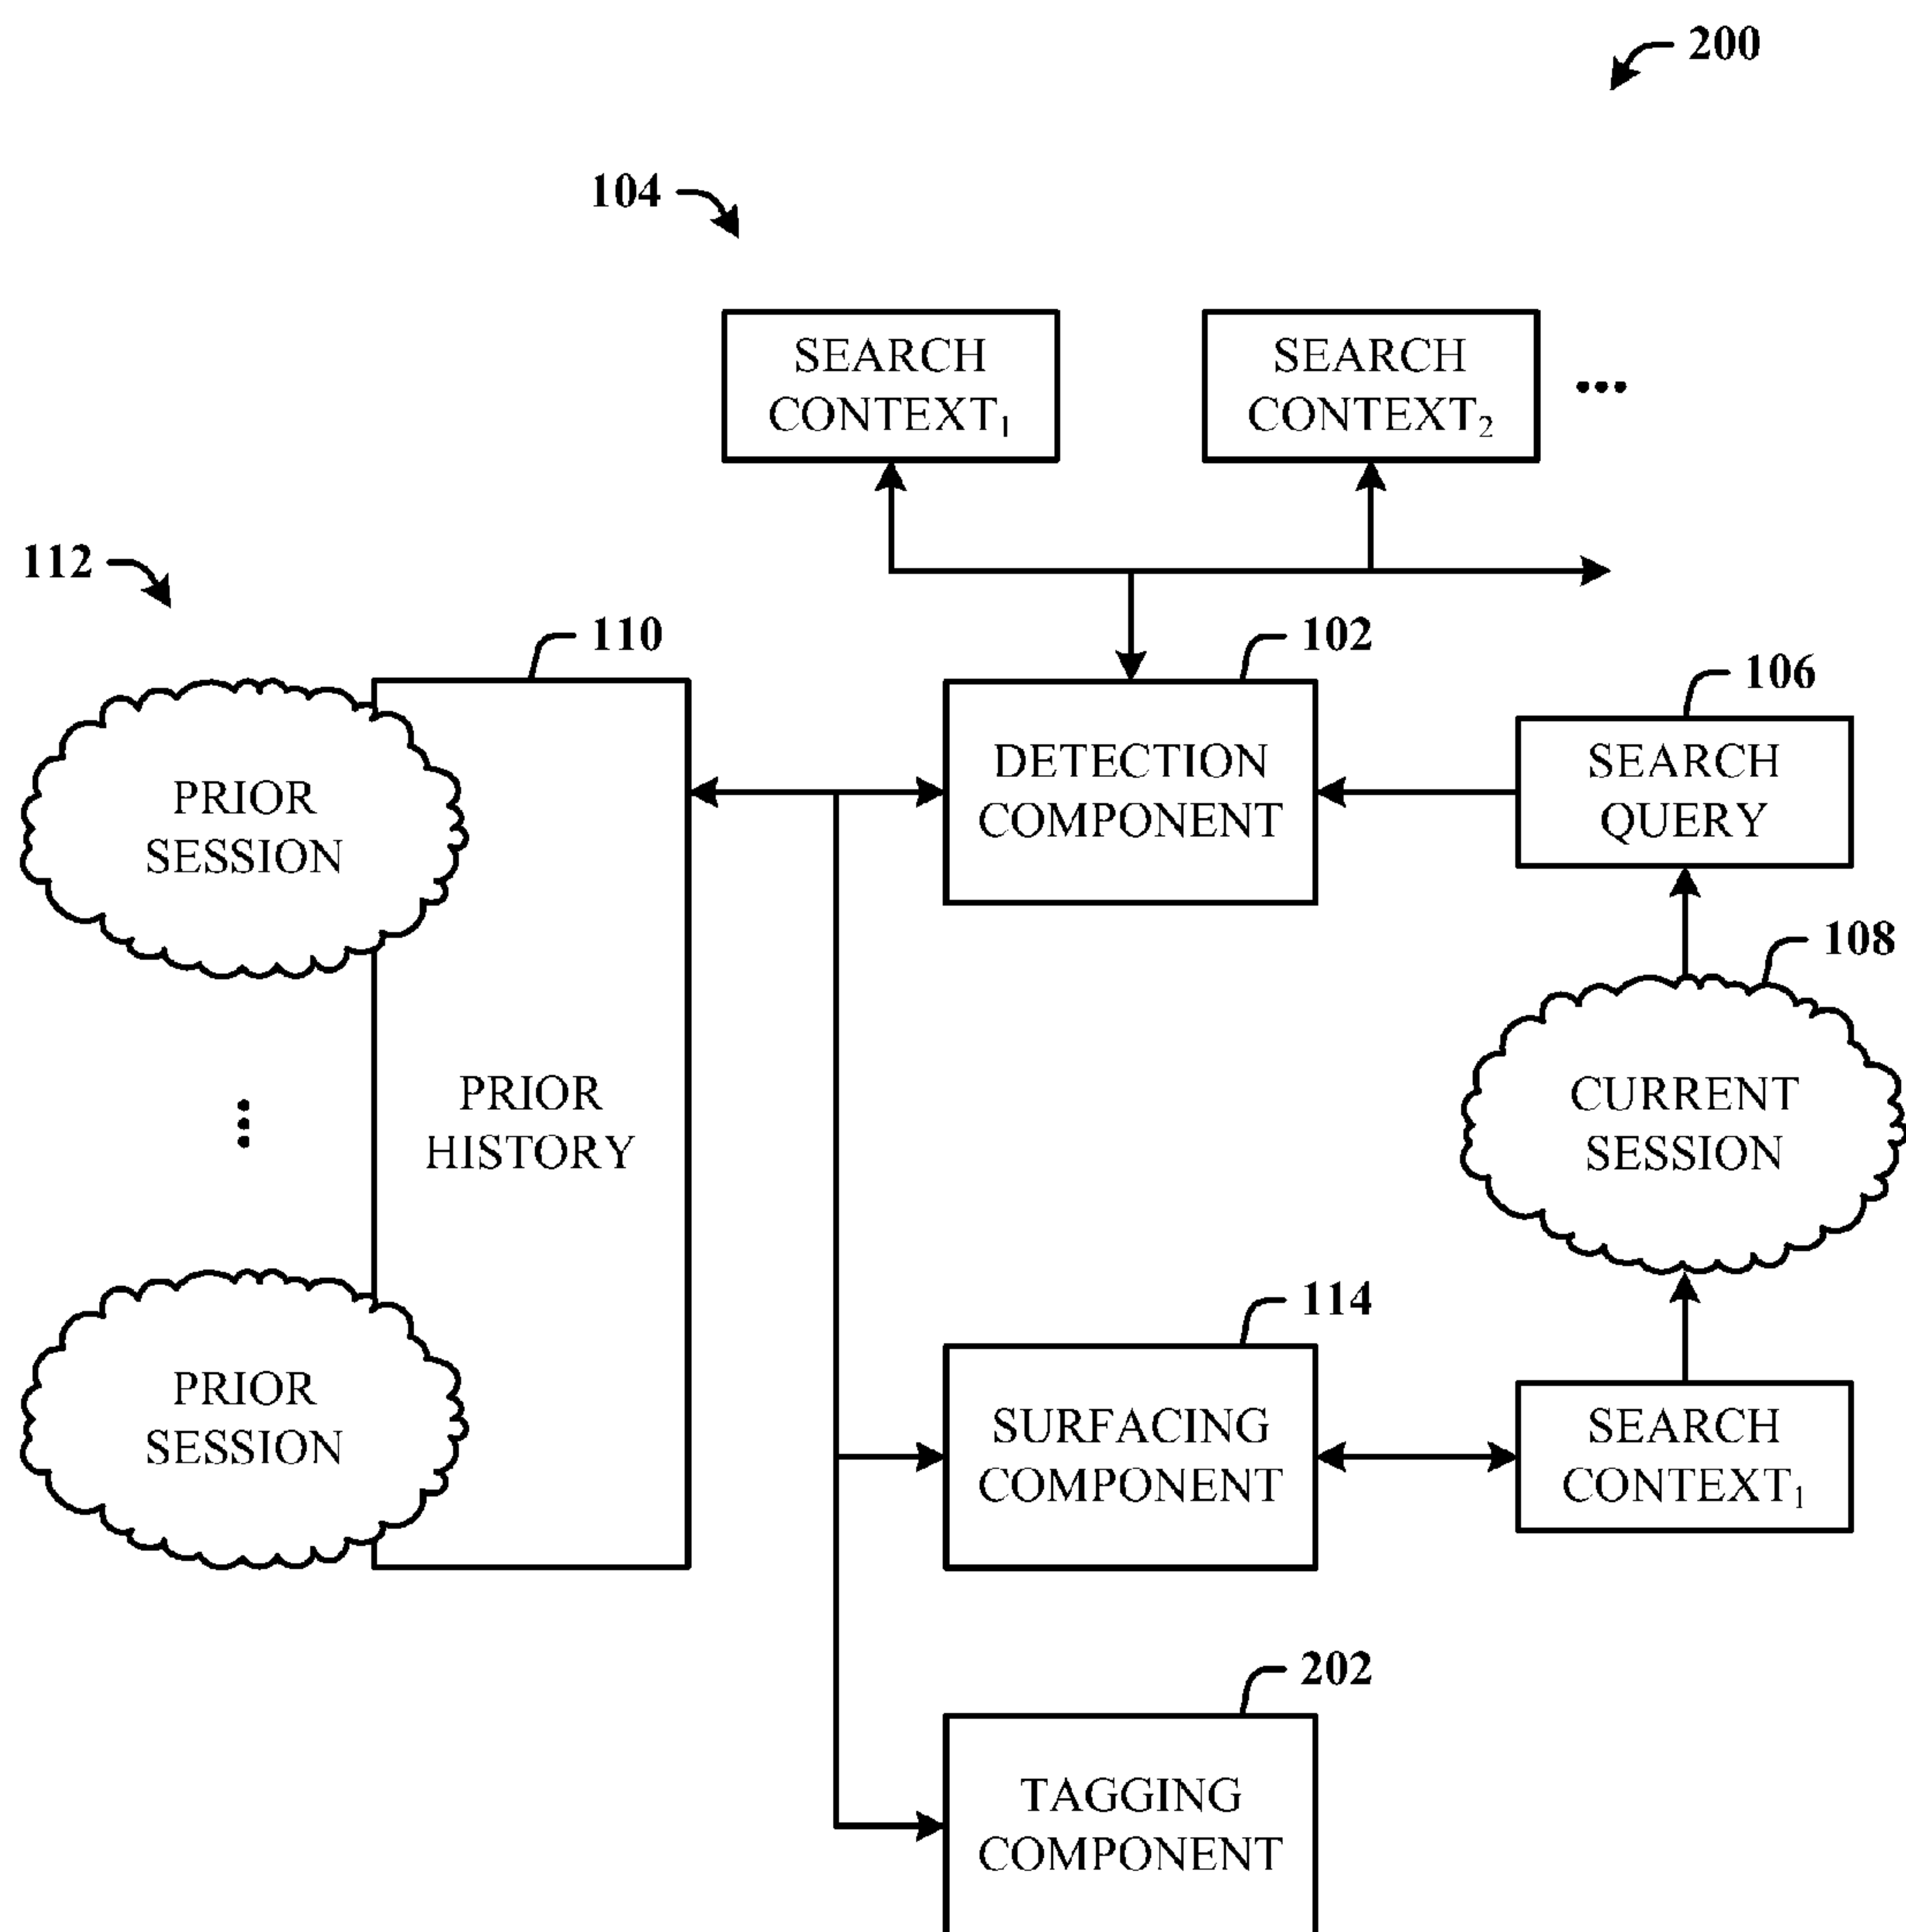 200
104
SEARCH
CONTEXT₁
SEARCH
CONTEXT₂
...
112
110
102
106
PRIOR
SESSION
DETECTION
COMPONENT
SEARCH
QUERY
108
PRIOR
HISTORY
CURRENT
SESSION
114
PRIOR
SESSION
SURFACING
COMPONENT
SEARCH
CONTEXT₁
202
TAGGING
COMPONENT